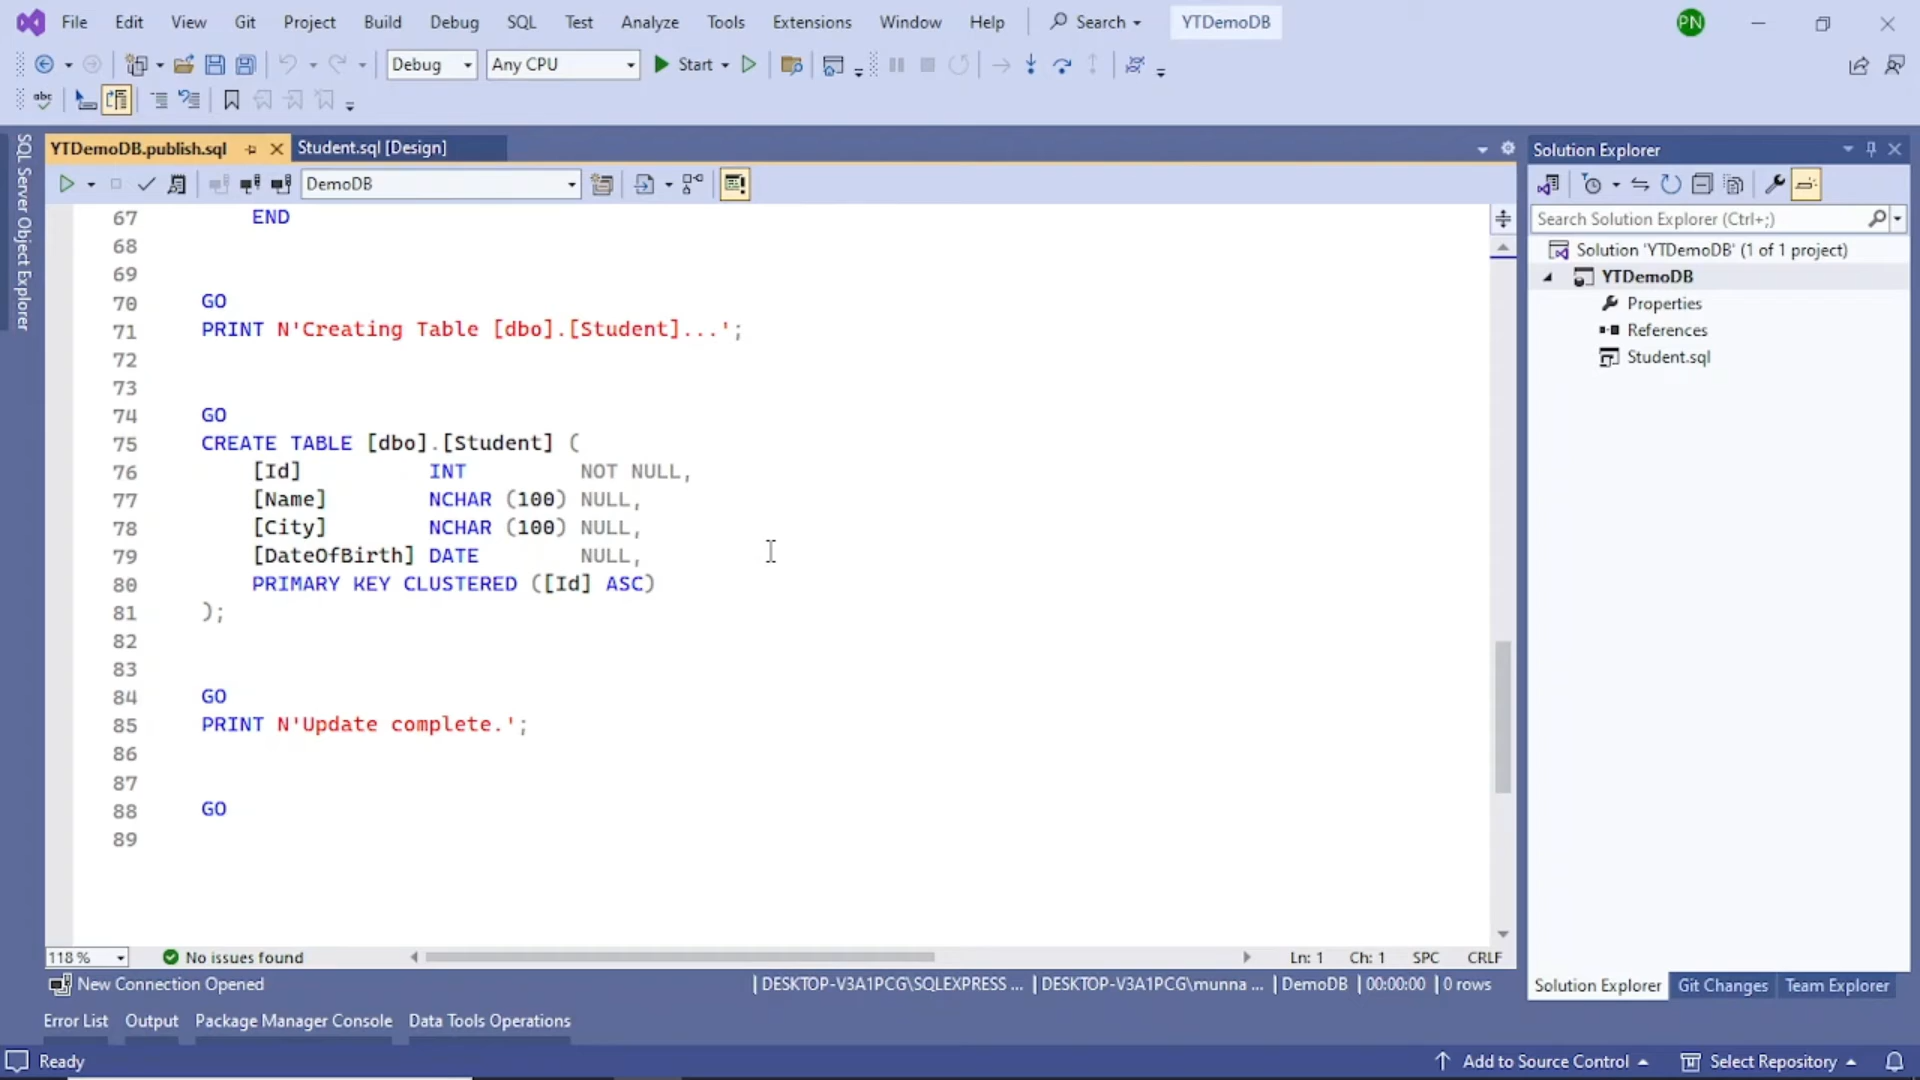 File Edit View Git Project Build Debug SQL Test Analyze Tools Extensions Window Help Search YTDemoDB PN
Debug Any CPU Start
abc
SQL Server Object Explorer
YTDemoDB.publish.sql Student.sql [Design]
DemoDB
67 END
68
69
70 GO
71 PRINT N'Creating Table [dbo].[Student]...';
72
73
74 GO
75 CREATE TABLE [dbo].[Student] (
76 [Id] INT NOT NULL,
77 [Name] NCHAR (100) NULL,
78 [City] NCHAR (100) NULL,
79 [DateOfBirth] DATE NULL,
80 PRIMARY KEY CLUSTERED ([Id] ASC)
81 );
82
83
84 GO
85 PRINT N'Update complete.';
86
87
88 GO
89
118 % No issues found Ln: 1 Ch: 1 SPC CRLF
New Connection Opened | DESKTOP-V3A1PCG\SQLEXPRESS ... | DESKTOP-V3A1PCG\munna ... | DemoDB | 00:00:00 | 0 rows
Solution Explorer
Search Solution Explorer (Ctrl+;)
Solution 'YTDemoDB' (1 of 1 project)
YTDemoDB
Properties
References
Student.sql
Solution Explorer Git Changes Team Explorer
Error List Output Package Manager Console Data Tools Operations
Ready Add to Source Control Select Repository